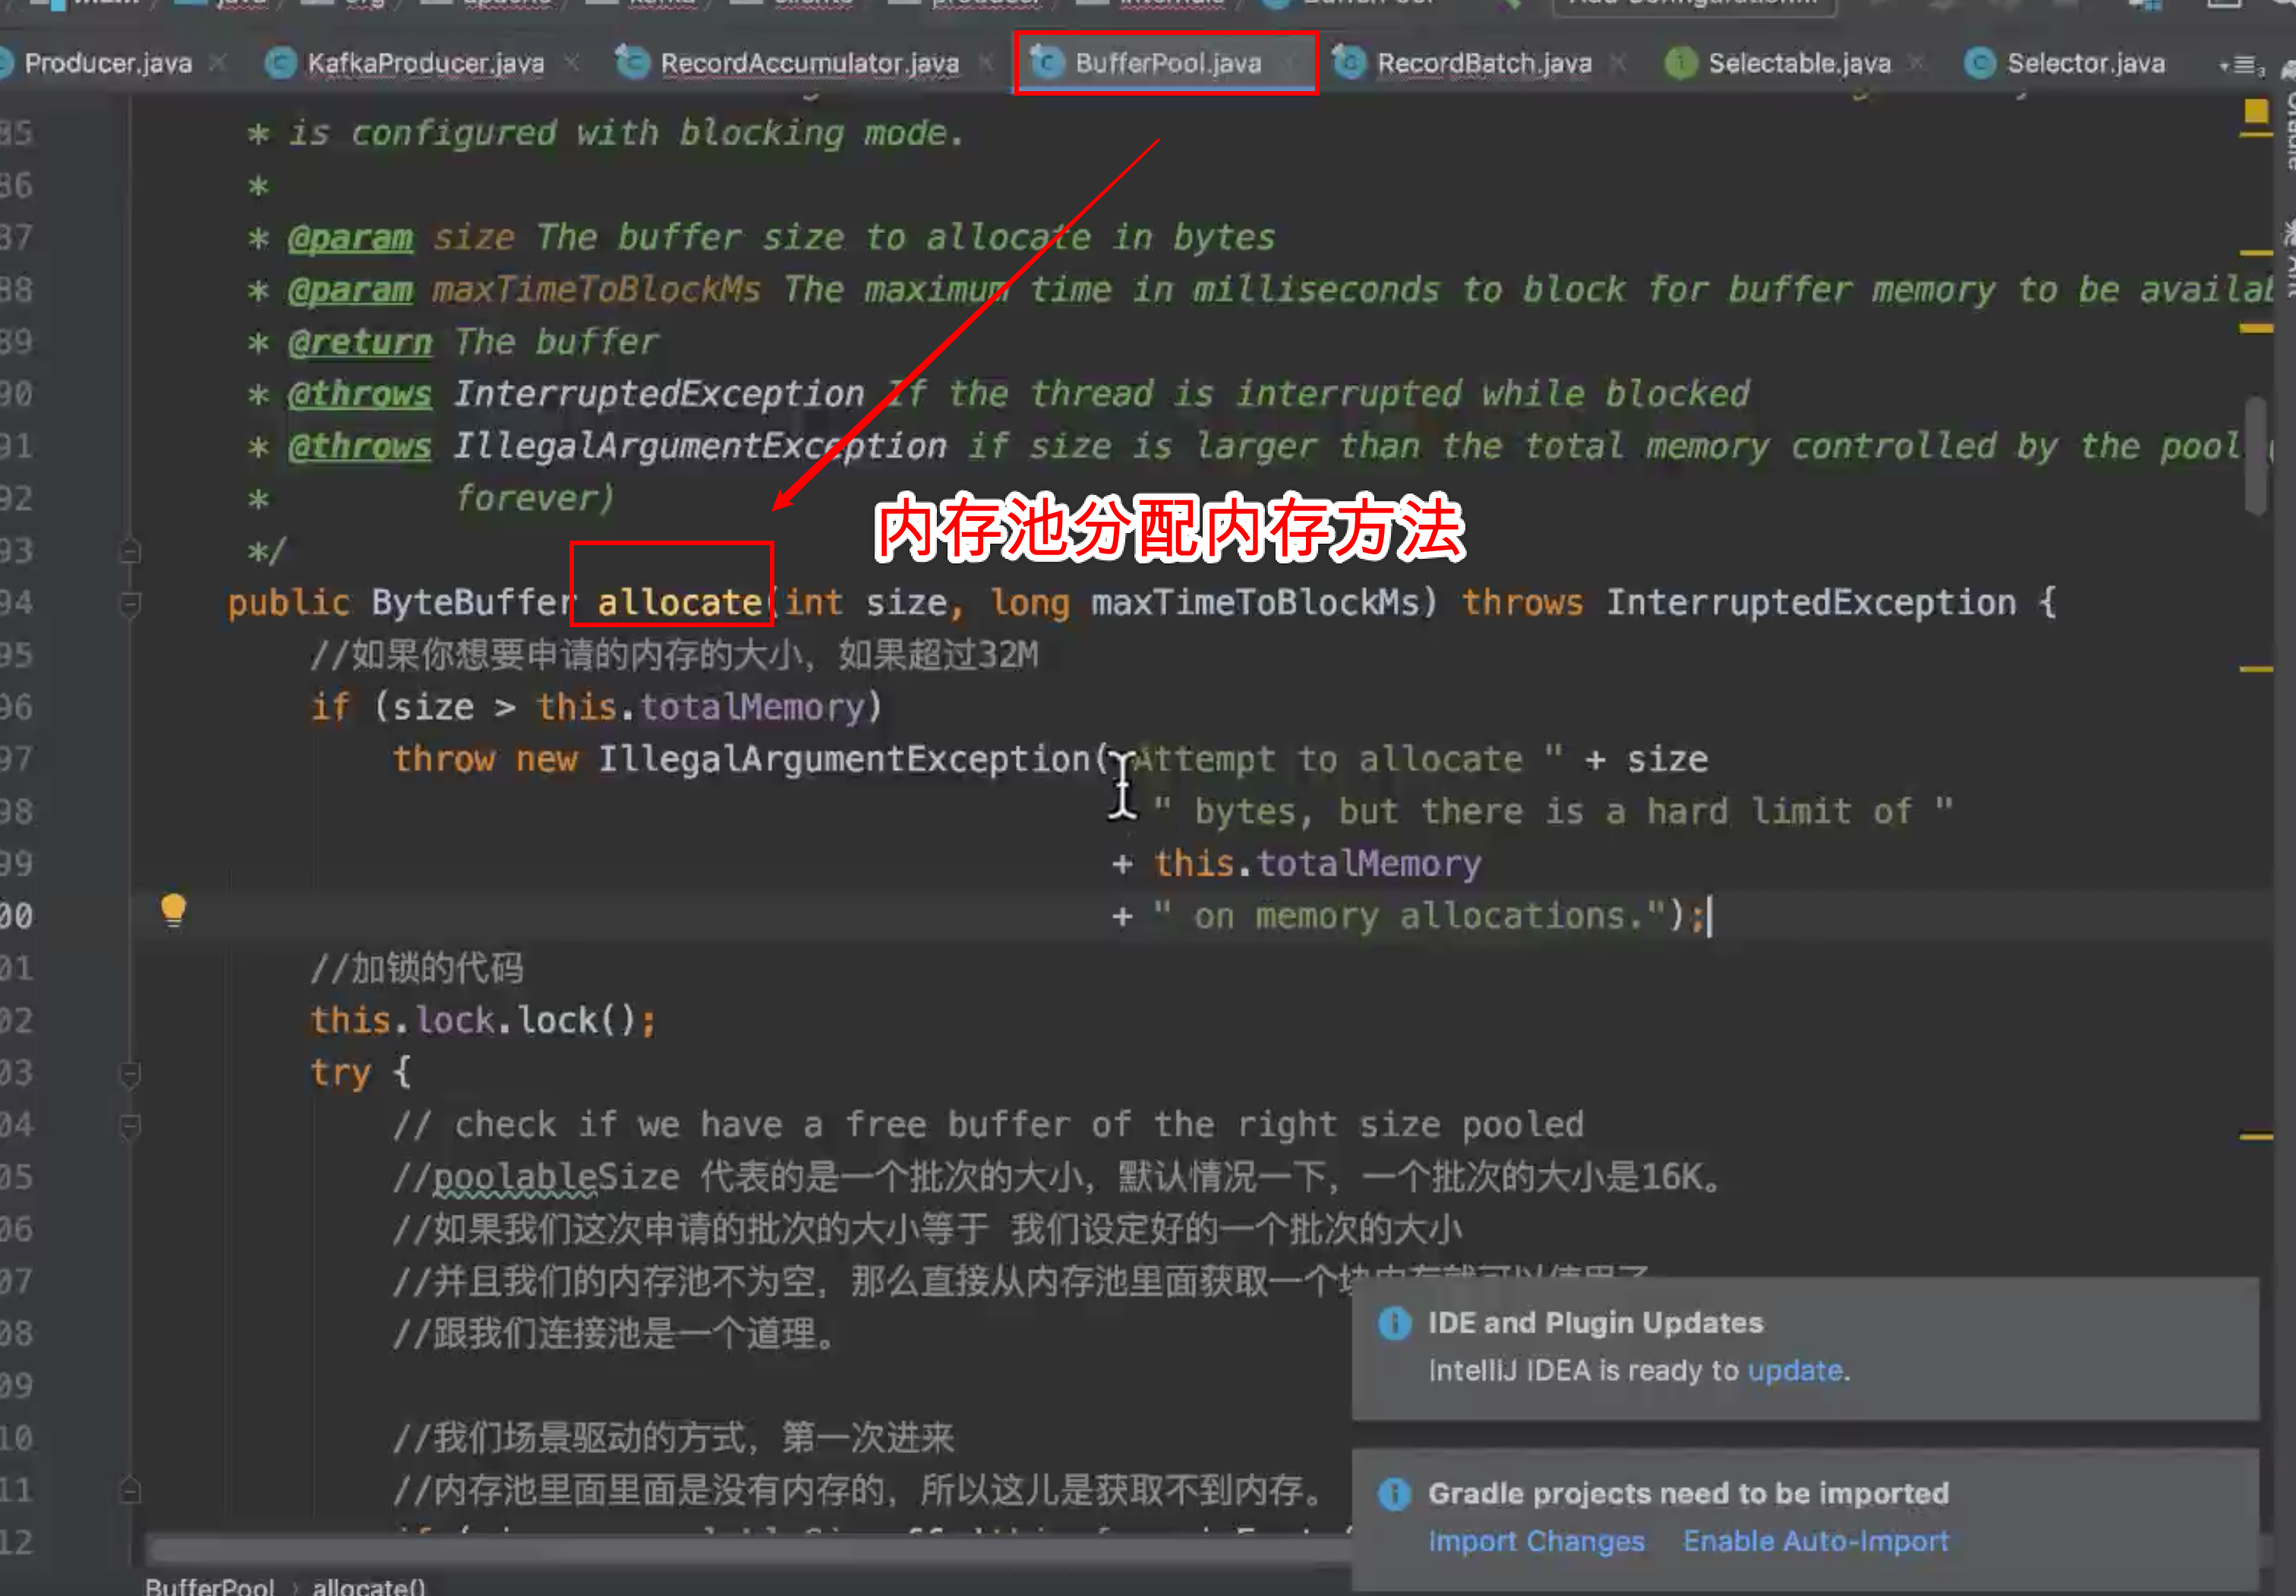 Producer.java
KafkaProducer.java
RecordAccumulator.java
BufferPool.java
RecordBatch.java
Selectable.java
Selector.java
85 * is configured with blocking mode.
86 *
87 * @param size The buffer size to allocate in bytes
88 * @param maxTimeToBlockMs The maximum time in milliseconds to block for buffer memory to be
89 * @return The buffer
90 * @throws InterruptedException If the thread is interrupted while blocked
91 * @throws IllegalArgumentException if size is larger than the total memory controlled by the pool
92 * forever)
内存池分配内存方法
93 */
94 public ByteBuffer allocate(int size, long maxTimeToBlockMs) throws InterruptedException {
95 //如果你想要申请的内存的大小，如果超过32M
96 if (size > this.totalMemory)
97 throw new IllegalArgumentException( Attempt to allocate " + size
98 " bytes, but there is a hard limit of "
99 + this.totalMemory
00 + " on memory allocations.");
01 //加锁的代码
02 this.lock.lock();
03 try {
04 // check if we have a free buffer of the right size pooled
05 //poolableSize 代表的是一个批次的大小，默认情况一下，一个批次的大小是16K。
06 //如果我们这次申请的批次的大小等于 我们设定好的一个批次的大小
07 //并且我们的内存池不为空，那么直接从内存池里面获取一个
08 //跟我们连接池是一个道理。
09
10 //我们场景驱动的方式，第一次进来
11 //内存池里面里面是没有内存的，所以这儿是获取不到内存。
12
IDE and Plugin Updates
IntelliJ IDEA is ready to update.
Gradle projects need to be imported
Import Changes Enable Auto-Import
BufferPool › allocate()